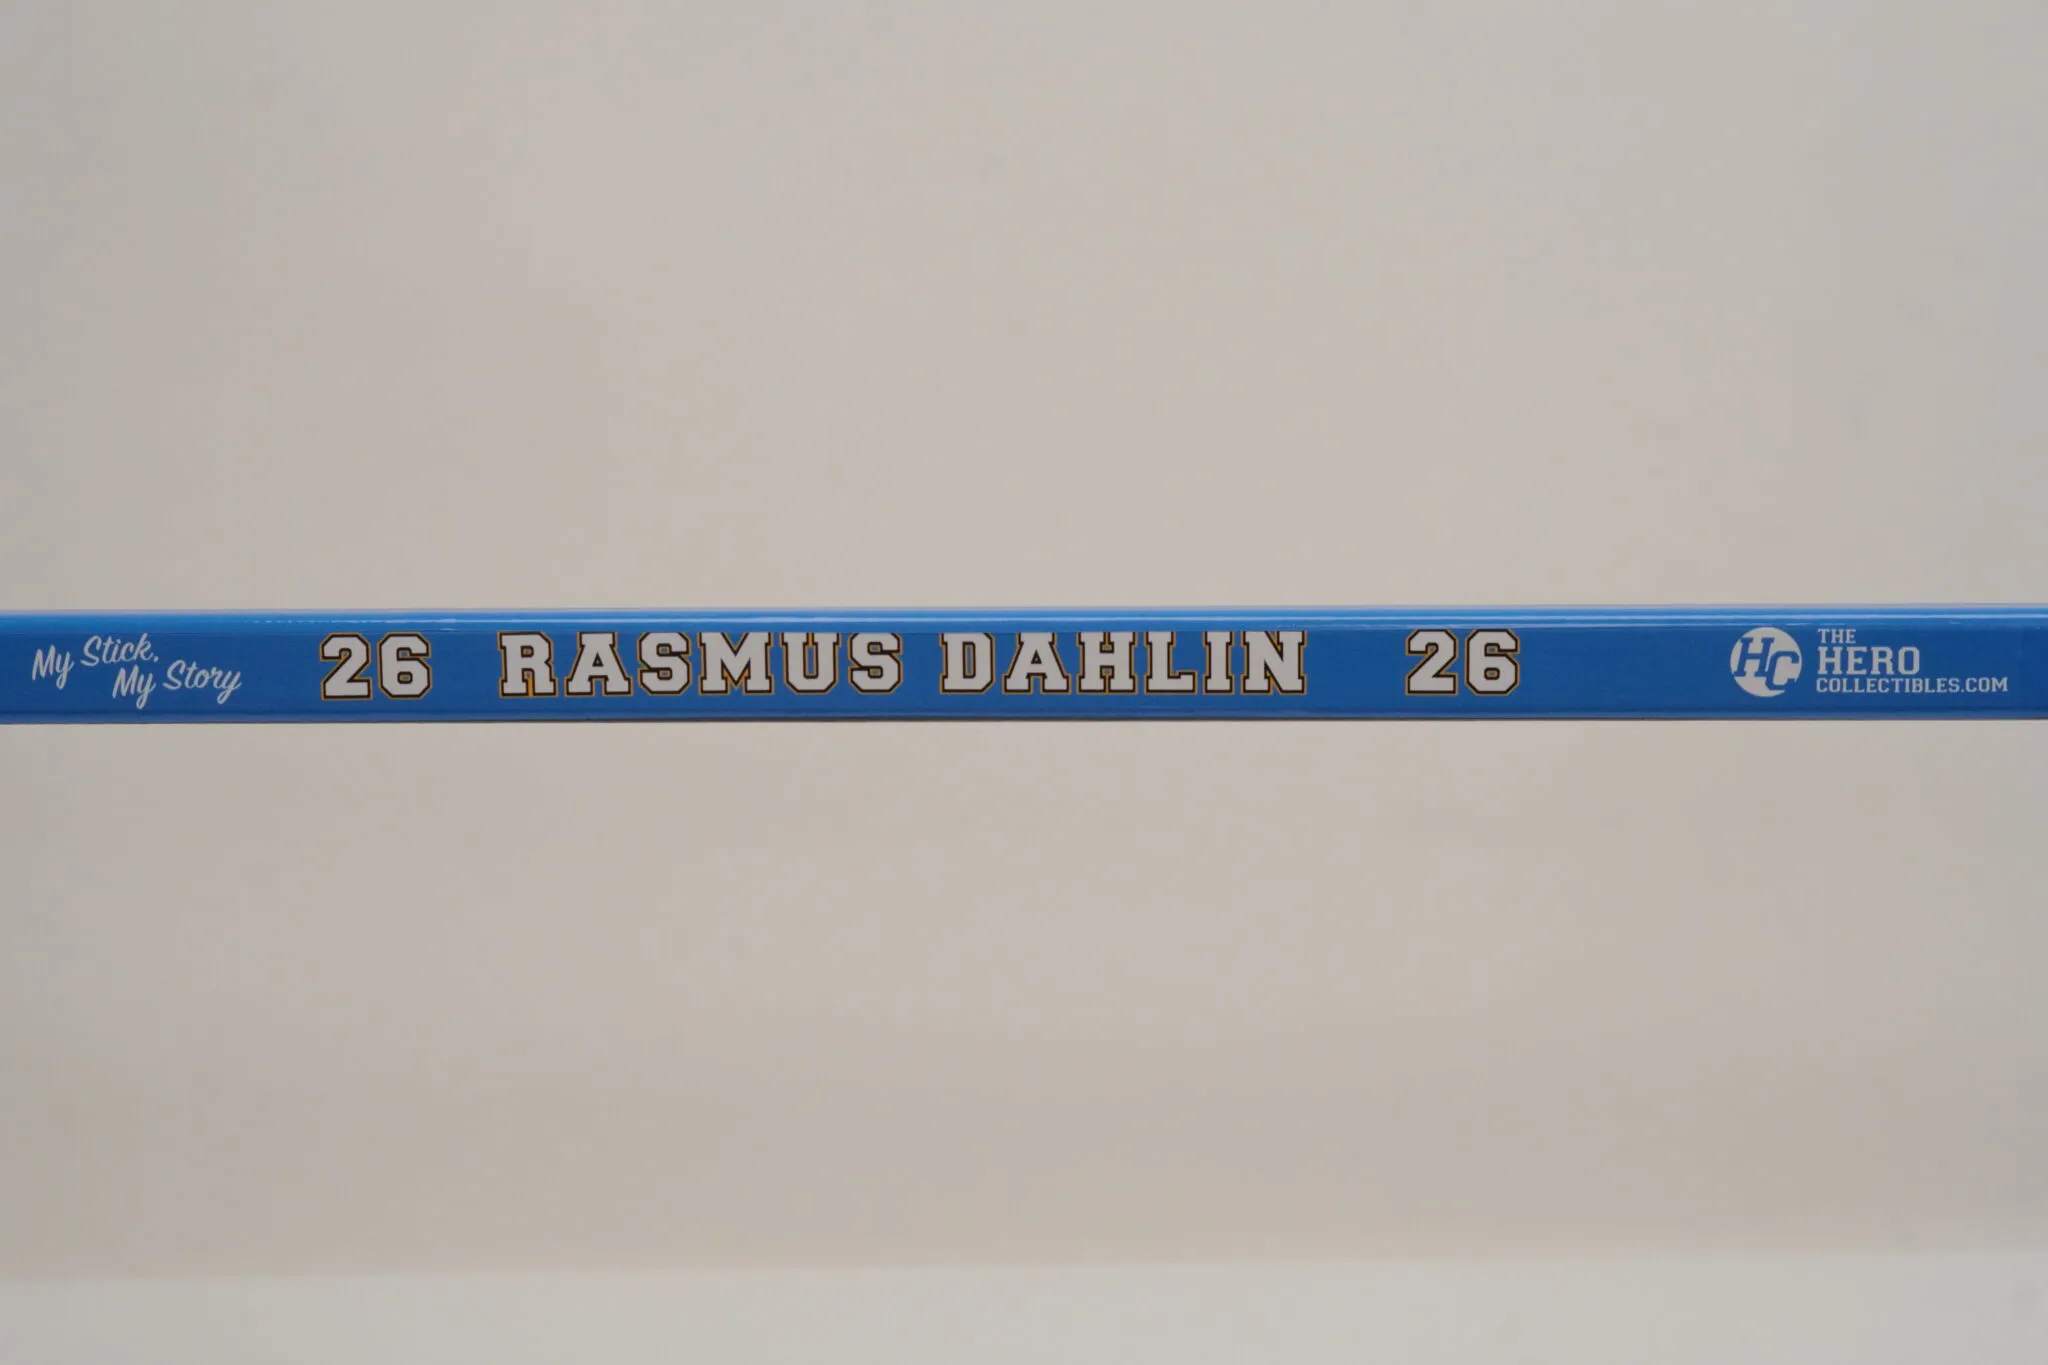 My Stick,
My Story
26 RASMUS DAHLIN 26
HC
THE
HERO
COLLECTIBLES.COM